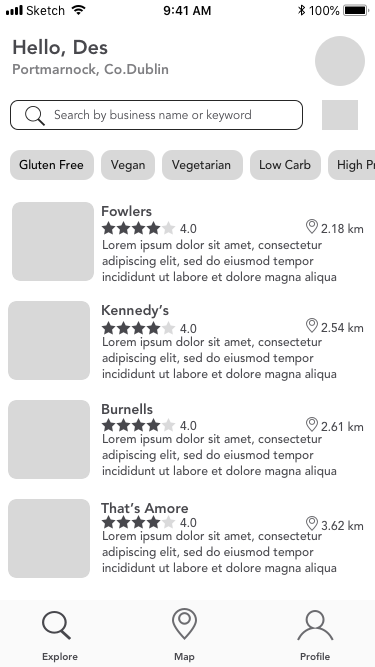 Sketch 9:41 AM 100%
Hello, Des
Portmarnock, Co.Dublin
Search by business name or keyword
Gluten Free Vegan Vegetarian Low Carb High P
Fowlers
4.0 2.18 km
Lorem ipsum dolor sit amet, consectetur
adipiscing elit, sed do eiusmod tempor
incididunt ut labore et dolore magna aliqua
Kennedy's
4.0 2.54 km
Lorem ipsum dolor sit amet, consectetur
adipiscing elit, sed do eiusmod tempor
incididunt ut labore et dolore magna aliqua
Burnells
4.0 2.61 km
Lorem ipsum dolor sit amet, consectetur
adipiscing elit, sed do eiusmod tempor
incididunt ut labore et dolore magna aliqua
That's Amore
4.0 3.62 km
Lorem ipsum dolor sit amet, consectetur
adipiscing elit, sed do eiusmod tempor
incididunt ut labore et dolore magna aliqua
Explore Map Profile